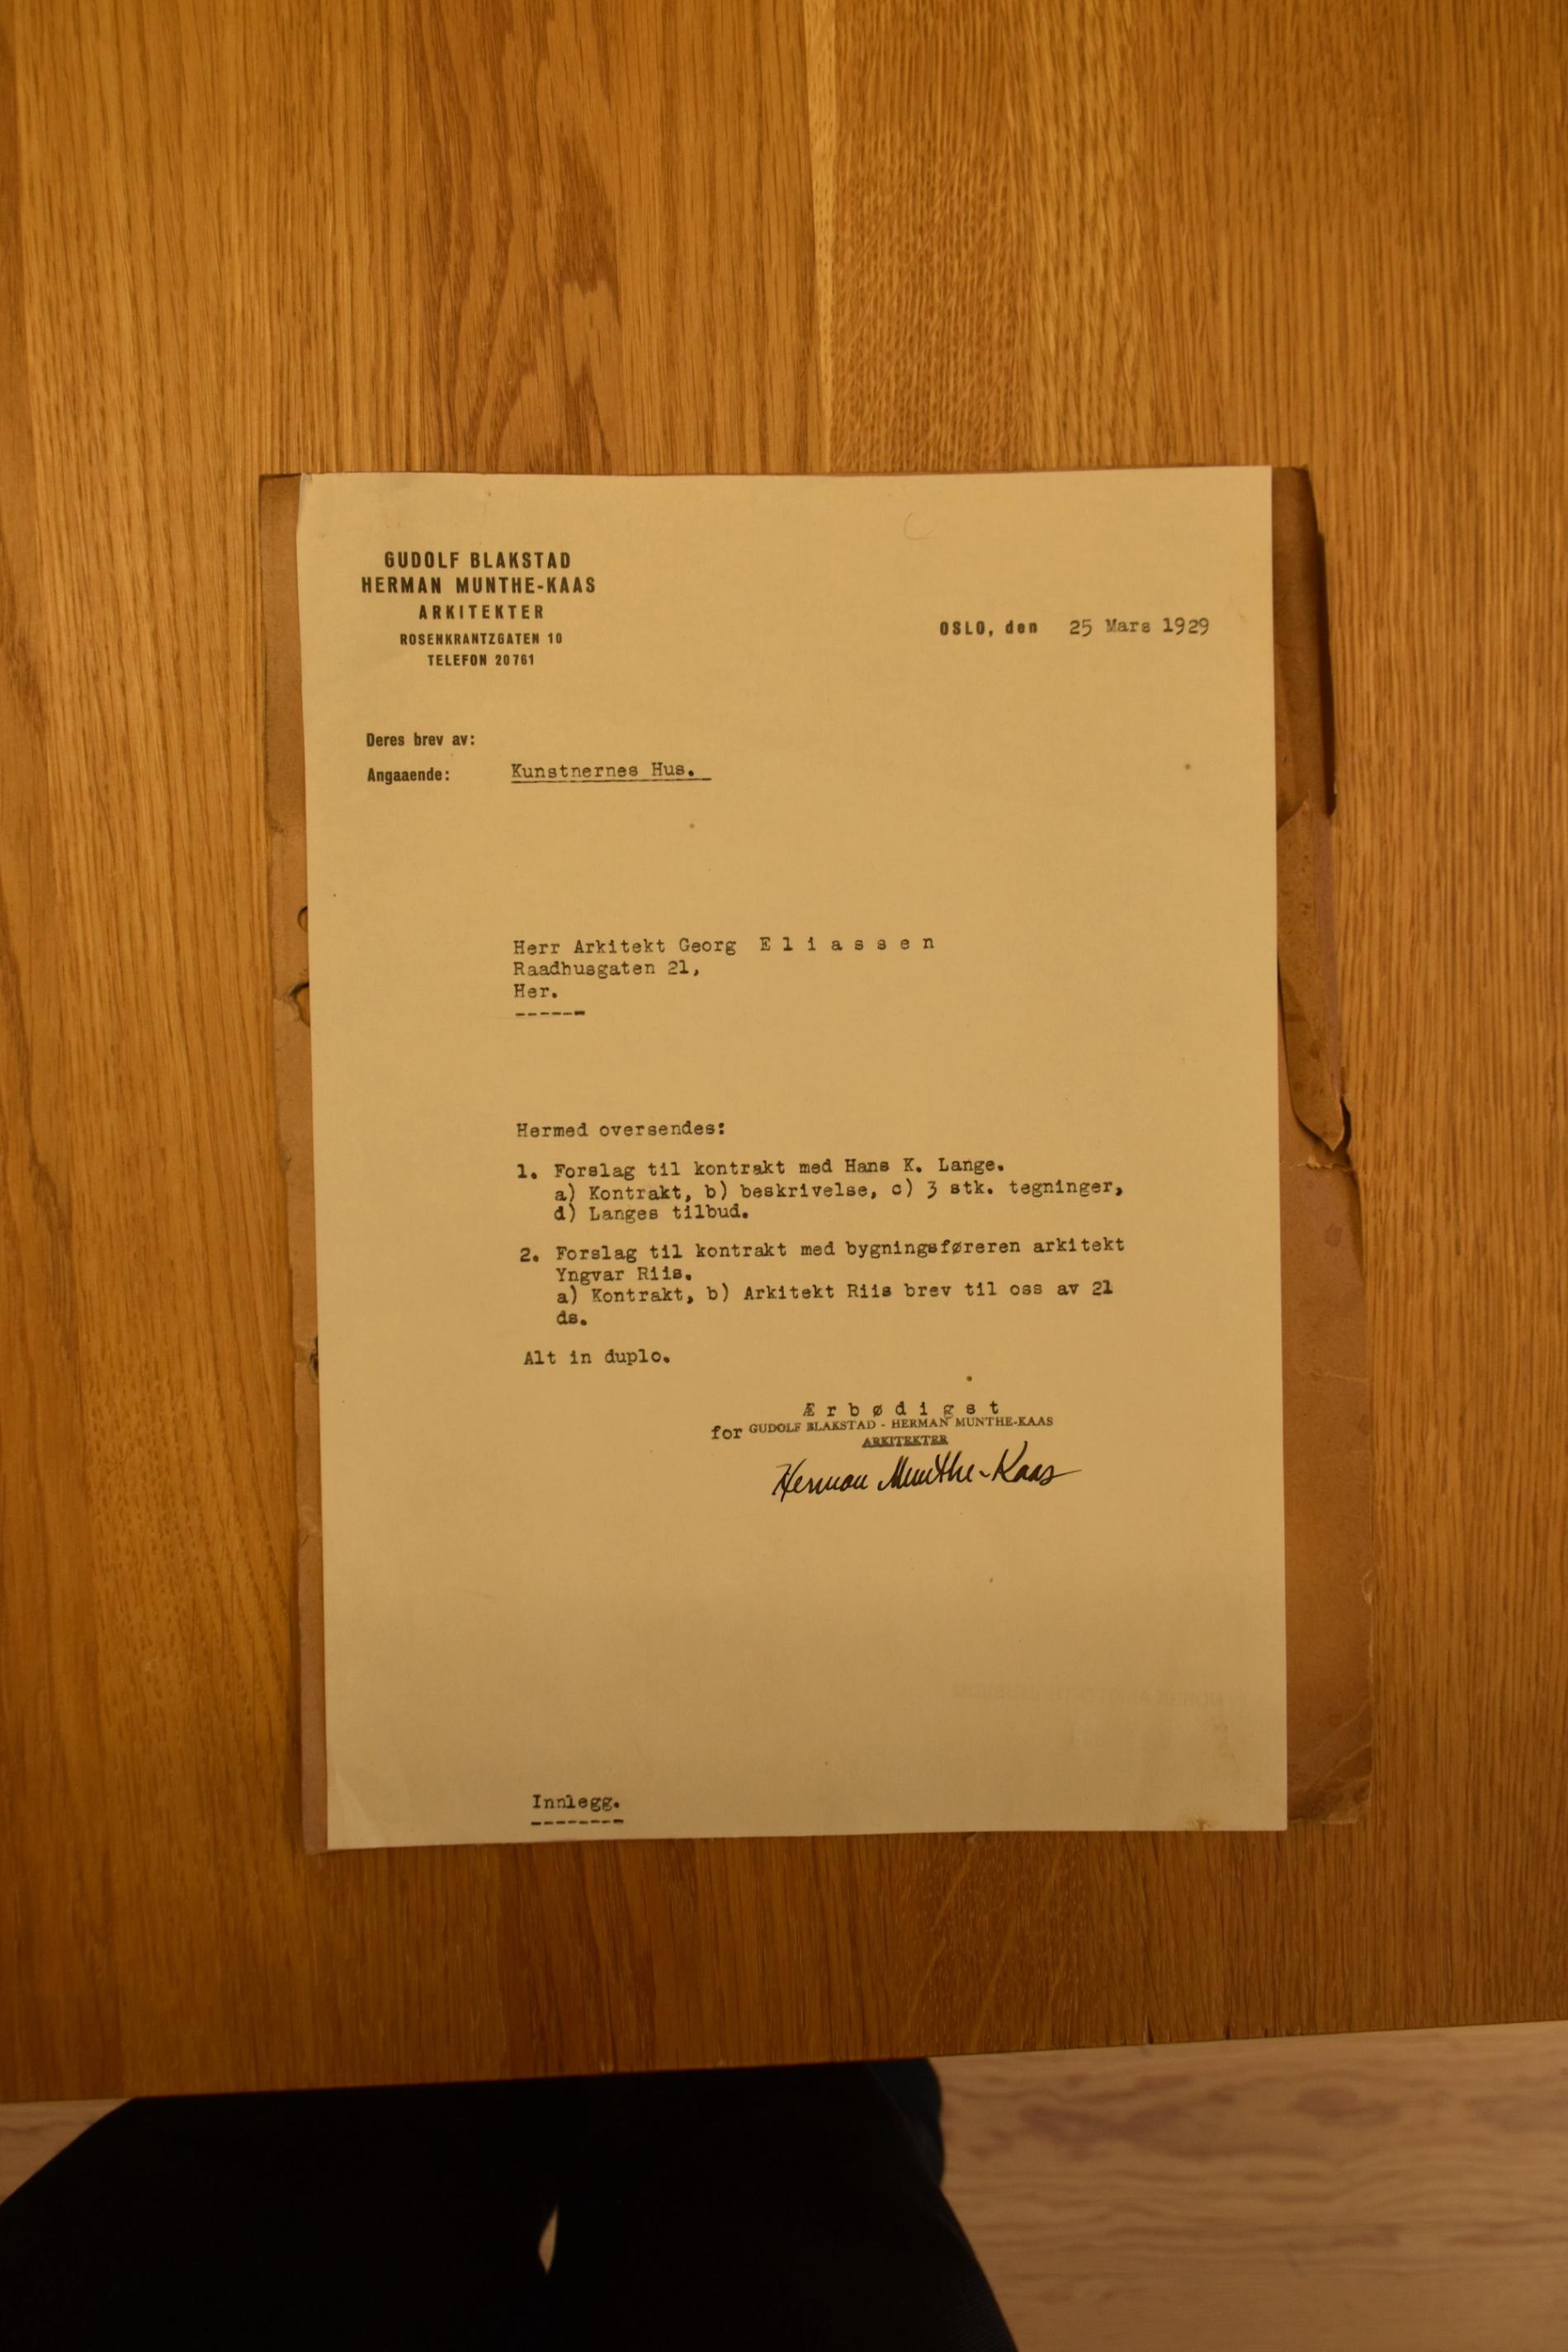 GUDOLF BLAKSTAD
HERMAN MUNTHE-KAAS
ARKITEKTER
ROSENKRANTZGATEN 10
TELEFON 20761
OSLO, den 25 Mars 1929
Deres brev av:
Angaaende: Kunstnernes Hus.
Herr Arkitekt Georg E l i a s s e n
Raadhusgaten 21,
Her.
------
Hermed oversendes:
1. Forslag til kontrakt med Hans K. Lange.
a) Kontrakt, b) beskrivelse, c) 3 stk. tegninger,
d) Langes tilbud.
2. Forslag til kontrakt med bygningsføreren arkitekt
Yngvar Riis.
a) Kontrakt, b) Arkitekt Riis brev til oss av 21
ds.
Alt in duplo.
Æ r b ø d i g s t
for GUDOLF BLAKSTAD - HERMAN MUNTHE-KAAS
ARKITEKTER
Herman Munthe-Kaas
Innlegg.
--------